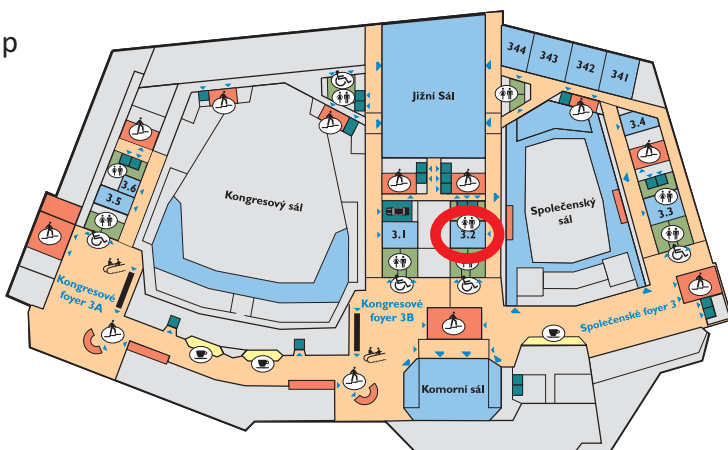 p
344
343
342
341
Jižní Sál
3.4
3.6
3.5
Kongresový sál
Společenský
sál
3.3
3.1
3.2
Kongresové
foyer 3A
Kongresové
foyer 3B
Společenské foyer 3
Komorní sál